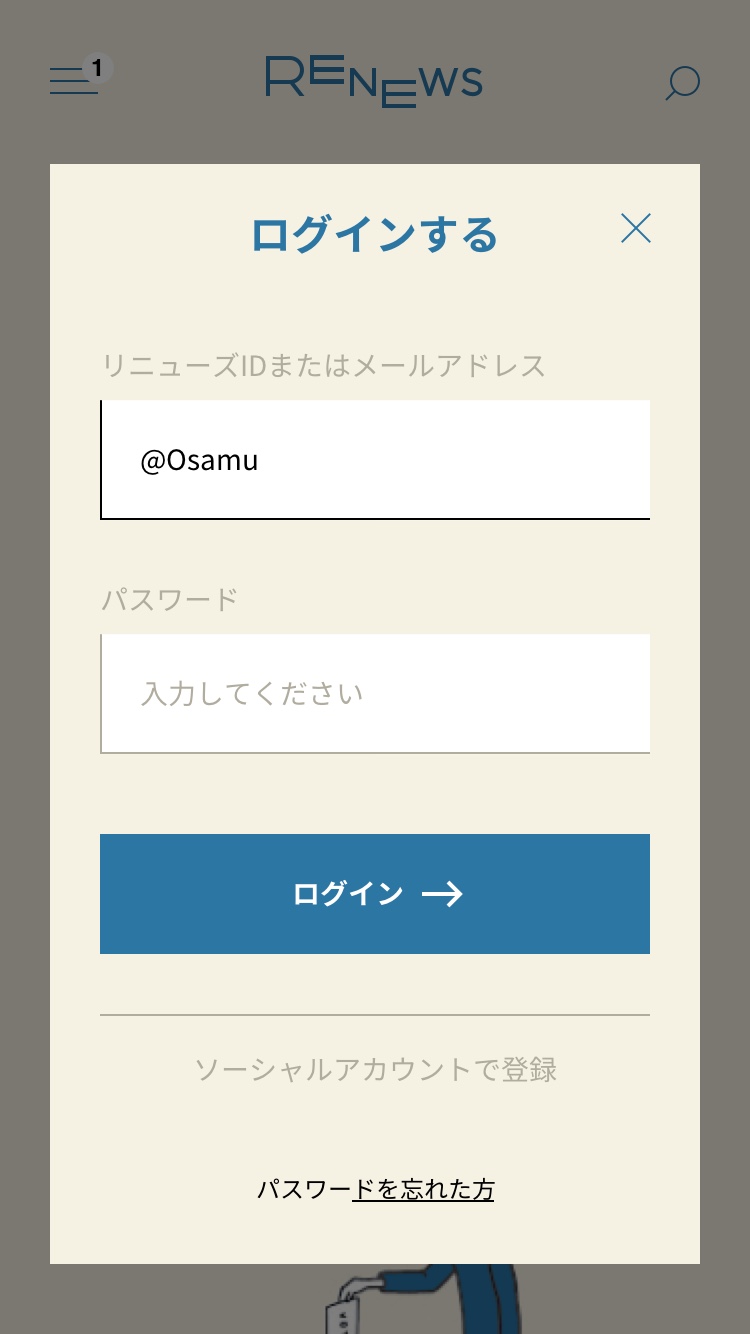 1
RENEWS
ログインする
リニューズIDまたはメールアドレス
@Osamu
パスワード
入力してください
ログイン →
ソーシャルアカウントで登録
パスワードを忘れた方